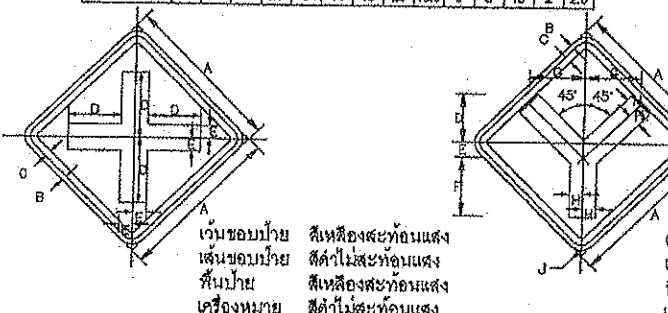 B
C
A
G G
A
D
D
D
45° 45°
D
E
E
E
F
C
D
B
A
H
H
A
E
J
เว้นขอบป้าย สีเหลืองสะท้อนแสง
เส้นขอบป้าย สีดำไม่สะท้อนแสง
พื้นป้าย สีเหลืองสะท้อนแสง
เครื่องหมาย สีดำไม่สะท้อนแสง